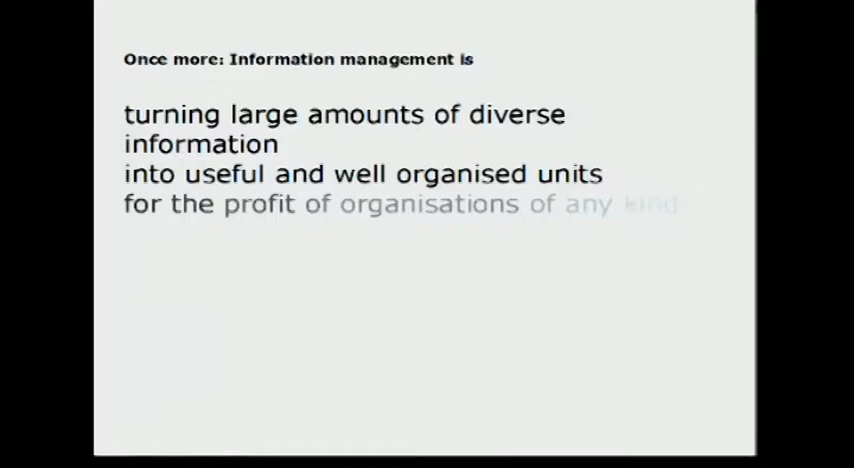 Once more: Information management is
turning large amounts of diverse
information
into useful and well organised units
for the profit of organisations of any kind